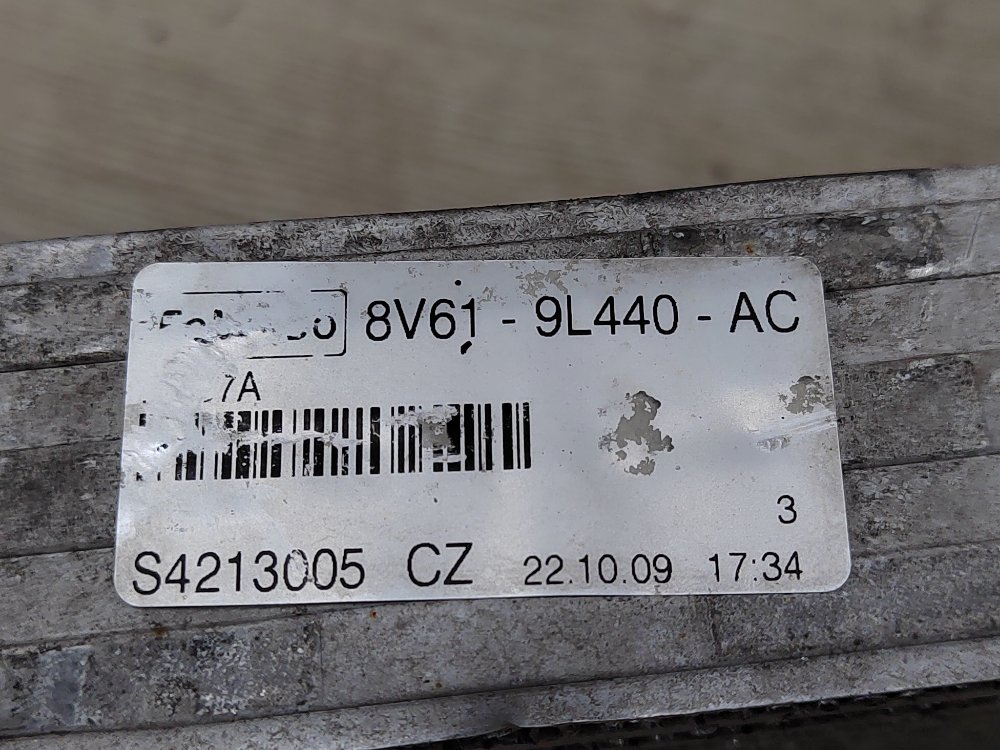 8V61 - 9L440 - AC
7A
3
S4213005 CZ 22.10.09 17:34